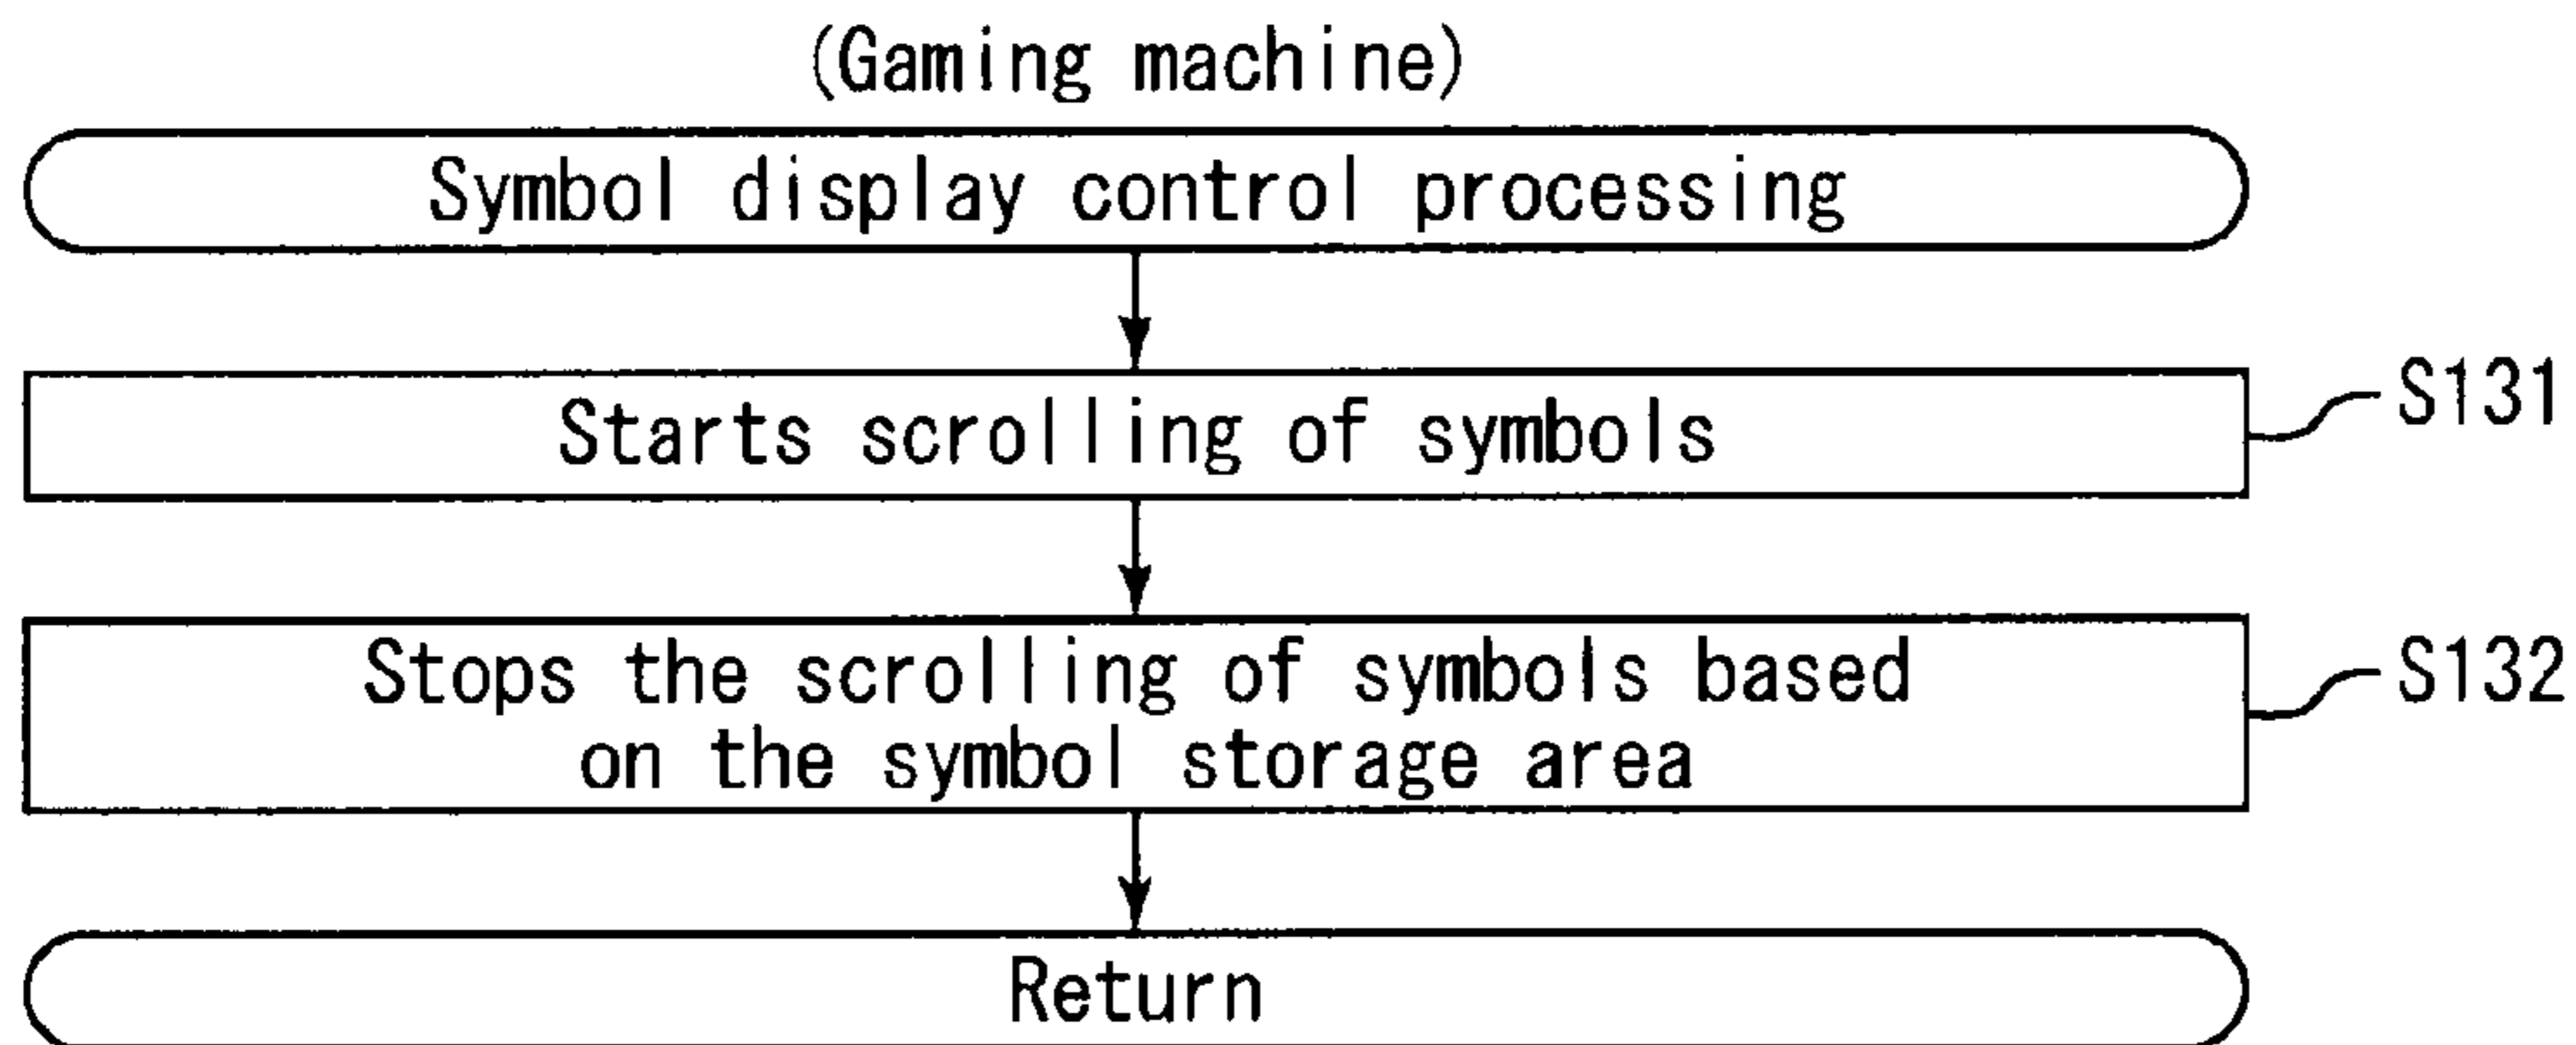 (Gaming machine)
Symbol display control processing
Starts scrolling of symbols
S131
Stops the scrolling of symbols based
on the symbol storage area
S132
Return